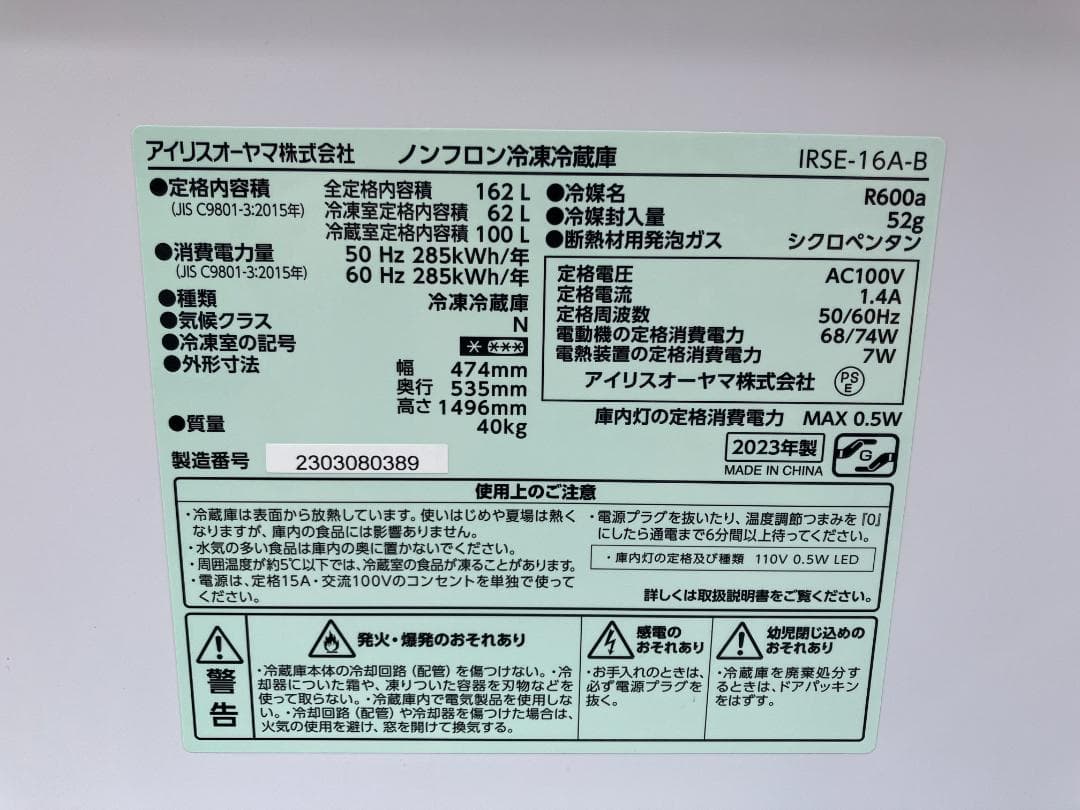 アイリスオーヤマ株式会社 ノンフロン冷凍冷蔵庫 IRSE-16A-B
●定格内容積 全定格内容積 162 L
(JIS C9801-3:2015年) 冷凍室定格内容積 62 L
冷蔵室定格内容積 100 L
●消費電力量 50 Hz 285kWh/年
(JIS C9801-3:2015年) 60 Hz 285kWh/年
●種類 冷凍冷蔵庫
●気候クラス N
●冷凍室の記号
●外形寸法 幅 474mm
奥行 535mm
高さ 1496mm
●質量 40kg
製造番号 2303080389
●冷媒名 R600a
●冷媒封入量 52g
●断熱材用発泡ガス シクロペンタン
定格電圧 AC100V
定格電流 1.4A
定格周波数 50/60Hz
電動機の定格消費電力 68/74W
電熱装置の定格消費電力 7W
アイリスオーヤマ株式会社 PSE
庫内灯の定格消費電力 MAX 0.5W
2023年製 G
MADE IN CHINA
使用上のご注意
・冷蔵庫は表面から放熱しています。使いはじめや夏場は熱く
なりますが、庫内の食品には影響ありません。
・水気の多い食品は庫内の奥に置かないでください。
・周囲温度が約5℃以下では、冷蔵室の食品が凍ることがあります。
・電源は、定格15A・交流100Vのコンセントを単独で使って
ください。
・電源プラグを抜いたり、温度調節つまみを『0』
にしたら通電まで6分間以上待ってください。
・庫内灯の定格及び種類 110V 0.5W LED
詳しくは取扱説明書をご覧ください。
警告
発火・爆発のおそれあり
・冷蔵庫本体の冷却回路（配管）を傷つけない。・冷
却器についた霜や、凍りついた容器を刃物などを
使って取らない。・冷蔵庫内で電気製品を使用しな
い。・冷却回路（配管）や冷却器を傷つけた場合は、
火気の使用を避け、窓を開けて換気する。
感電の
おそれあり
・お手入れのときは、
必ず電源プラグを
抜く。
幼児閉じ込めの
おそれあり
・冷蔵庫を廃棄処分す
るときは、ドアパッキン
をはずす。